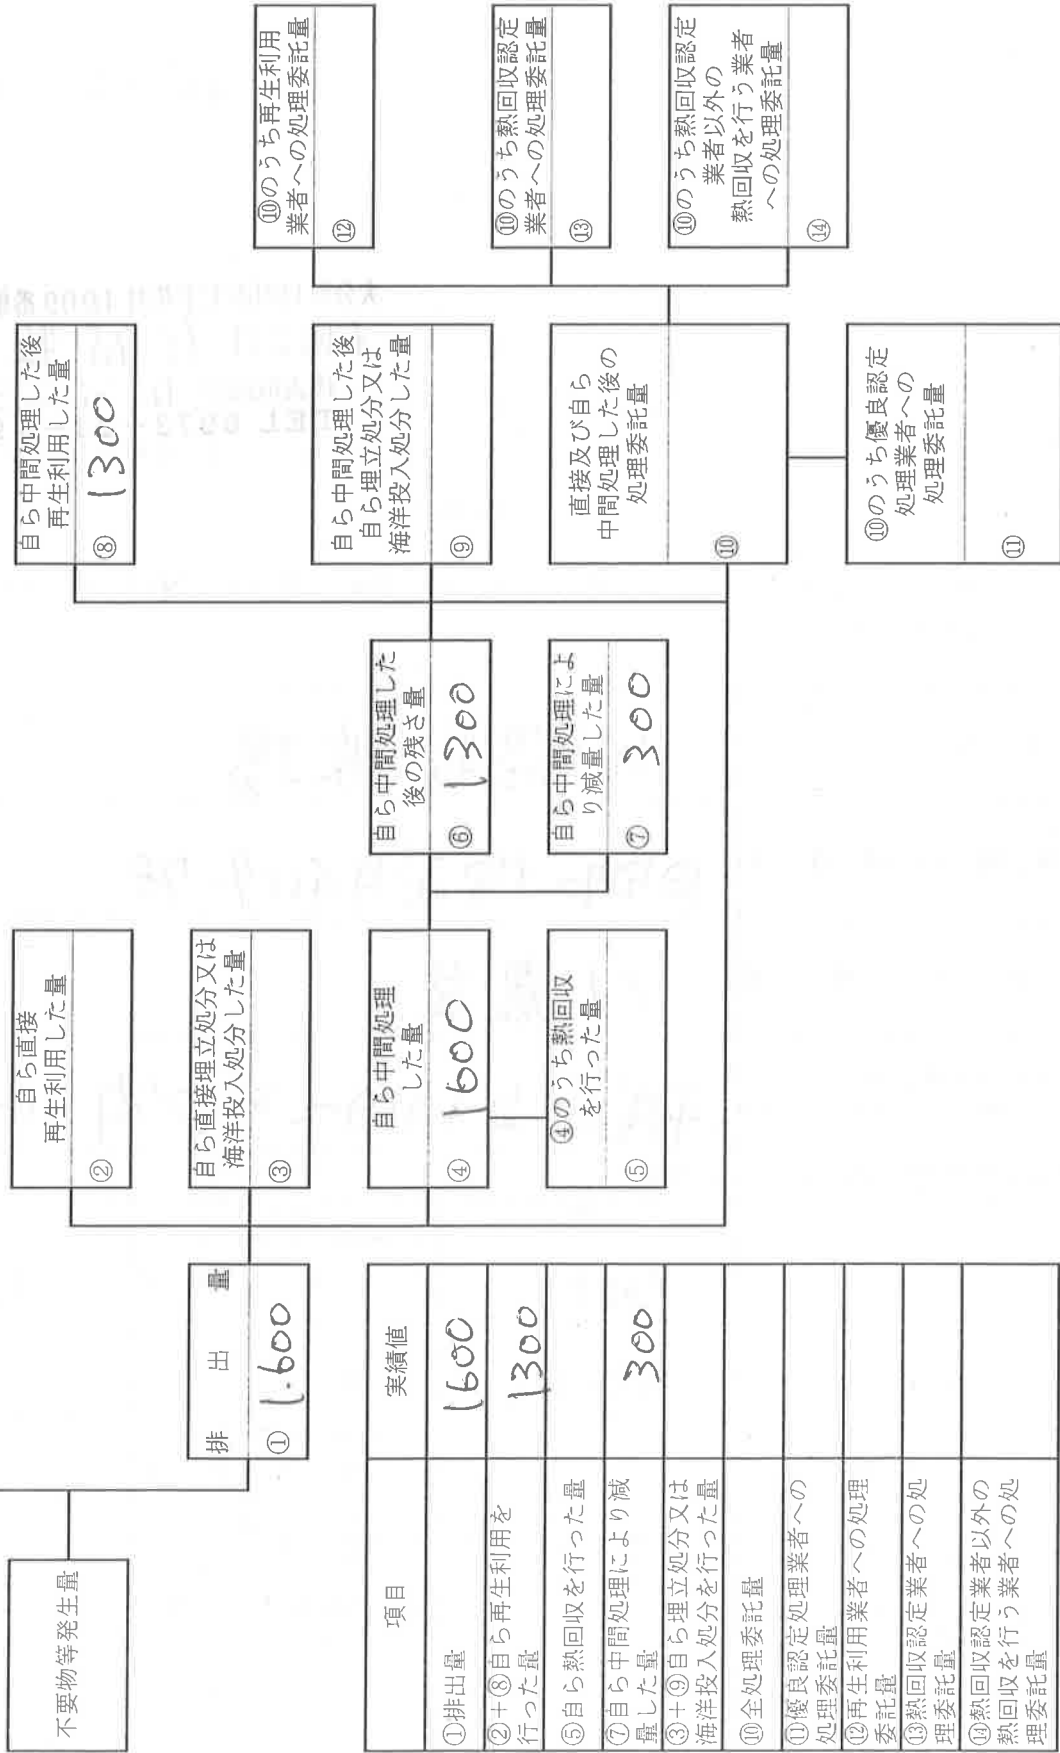 不要物等発生量
排出量
① 1.600
自ら直接
再生利用した量
②
自ら直接埋立処分又は
海洋投入処分した量
③
自ら中間処理
した量
④ 1600
④のうち熱回収
を行った量
⑤
自ら中間処理した
後の残さ量
⑥ 1300
自ら中間処理によ
り減量した量
⑦ 300
自ら中間処理した後
再生利用した量
⑧ 1300
自ら中間処理した後
自ら埋立処分又は
海洋投入処分した量
⑨
直接及び自ら
中間処理した後の
処理委託量
⑩
⑩のうち優良認定
処理業者への
処理委託量
⑪
⑩のうち再生利用
業者への処理委託量
⑫
⑩のうち熱回収認定
業者への処理委託量
⑬
⑩のうち熱回収認定
業者以外の
熱回収を行う業者
への処理委託量
⑭
項目 実績値
①排出量 1600
②+⑧自ら再生利用を
行った量 1300
⑤自ら熱回収を行った量
⑦自ら中間処理により減
量した量 300
③+⑨自ら埋立処分又は
海洋投入処分を行った量
⑩全処理委託量
⑪優良認定処理業者への
処理委託量
⑫再生利用業者への処理
委託量
⑬熱回収認定業者への処
理委託量
⑭熱回収認定業者以外の
熱回収を行う業者への処
理委託量